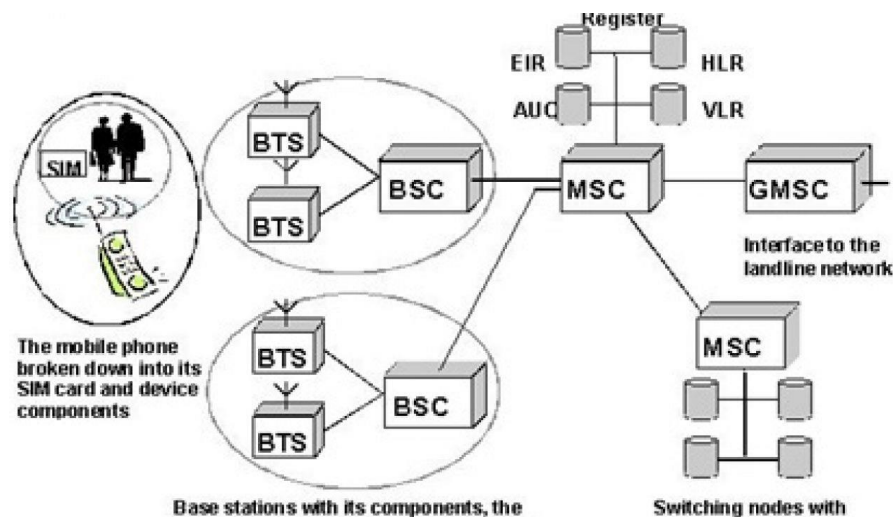 Register
EIR
HLR
AUC
VLR
SIM
BTS
BTS
BSC
MSC
GMSC
Interface to the
landline network
The mobile phone
broken down into its
SIM card and device
components
BTS
BTS
BSC
MSC
Base stations with its components, the
Switching nodes with